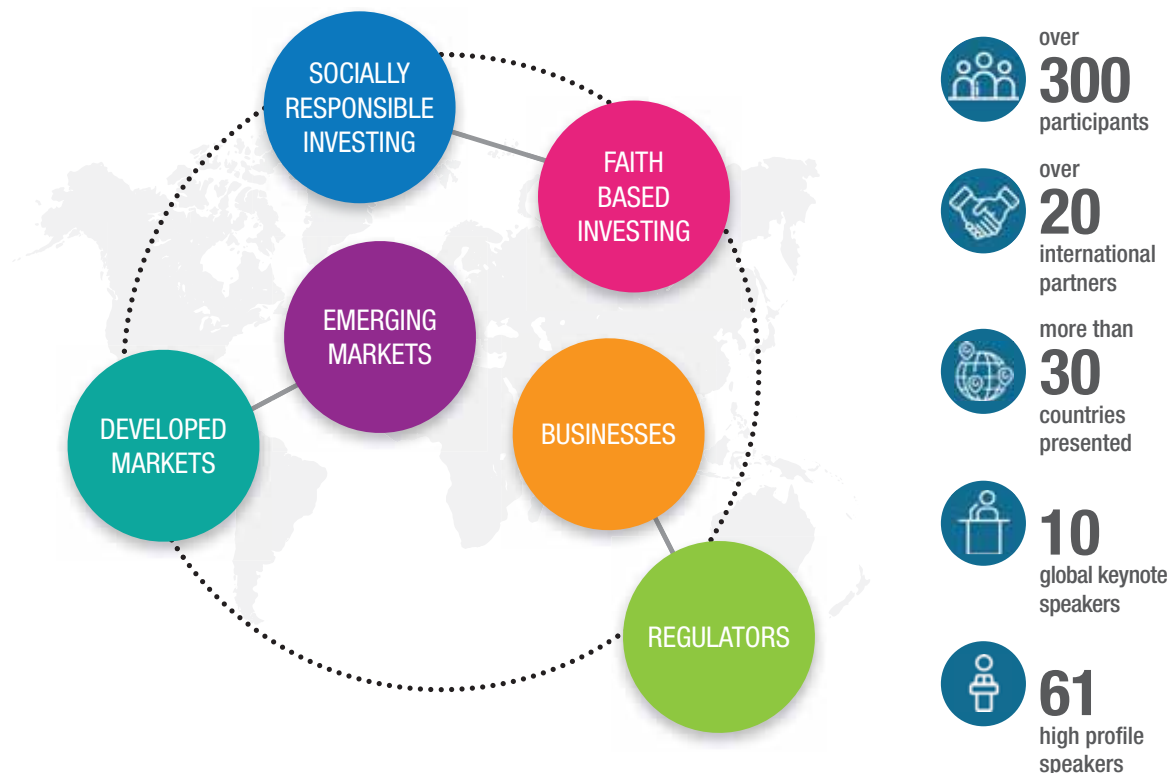 SOCIALLY
RESPONSIBLE
INVESTING
FAITH
BASED
INVESTING
EMERGING
MARKETS
DEVELOPED
MARKETS
BUSINESSES
REGULATORS
over
300
participants
over
20
international
partners
more than
30
countries
presented
10
global keynote
speakers
61
high profile
speakers